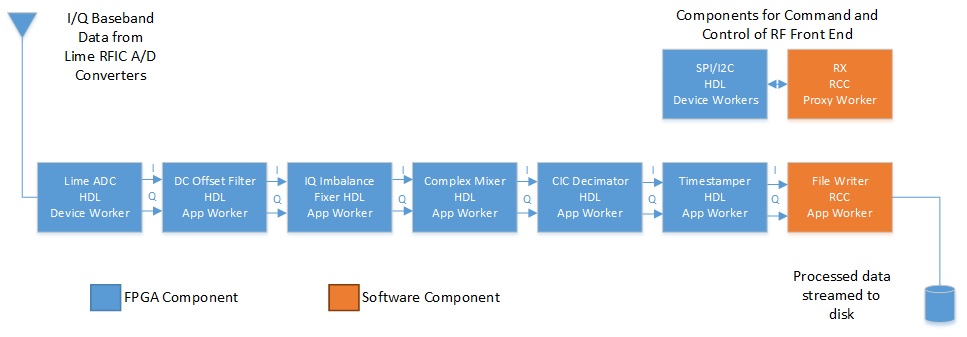 I/Q Baseband
Data from
Lime RFIC A/D
Converters
Components for Command and
Control of RF Front End
SPI/I2C
HDL
Device Workers
RX
RCC
Proxy Worker
Lime ADC
HDL
Device Worker
I
Q
DC Offset Filter
HDL
App Worker
I
Q
IQ Imbalance
Fixer HDL
App Worker
I
Q
Complex Mixer
HDL
App Worker
I
Q
CIC Decimator
HDL
App Worker
I
Q
Timestamper
HDL
App Worker
I
Q
File Writer
RCC
App Worker
FPGA Component
Software Component
Processed data
streamed to
disk